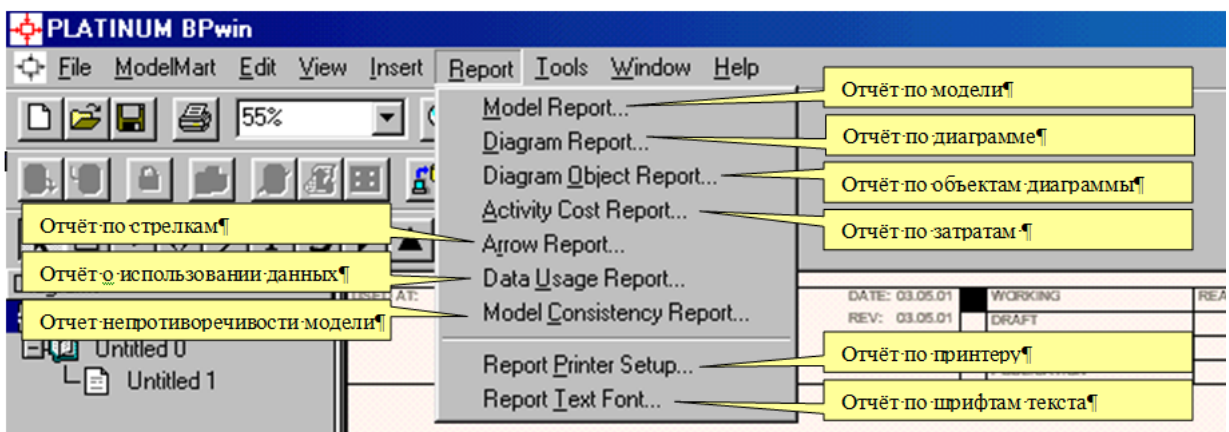 PLATINUM BPwin
File ModelMart Edit View Insert Report Tools Window Help
55%
Model Report...
Diagram Report...
Diagram Object Report...
Activity Cost Report...
Arrow Report...
Data Usage Report...
Model Consistency Report...
Report Printer Setup...
Report Text Font...
Отчёт·по·модели¶
Отчёт·по·диаграмме¶
Отчёт·по·объектам·диаграммы¶
Отчёт·по·затратам·¶
Отчёт·по·стрелкам¶
Отчёт·о·использовании·данных¶
Отчет·непротиворечивости·модели¶
Отчёт·по·принтеру¶
Отчёт·по·шрифтам·текста¶
USED AT:
DATE: 03.05.01
REV: 03.05.01
WORKING
DRAFT
REA
Untitled 0
Untitled 1